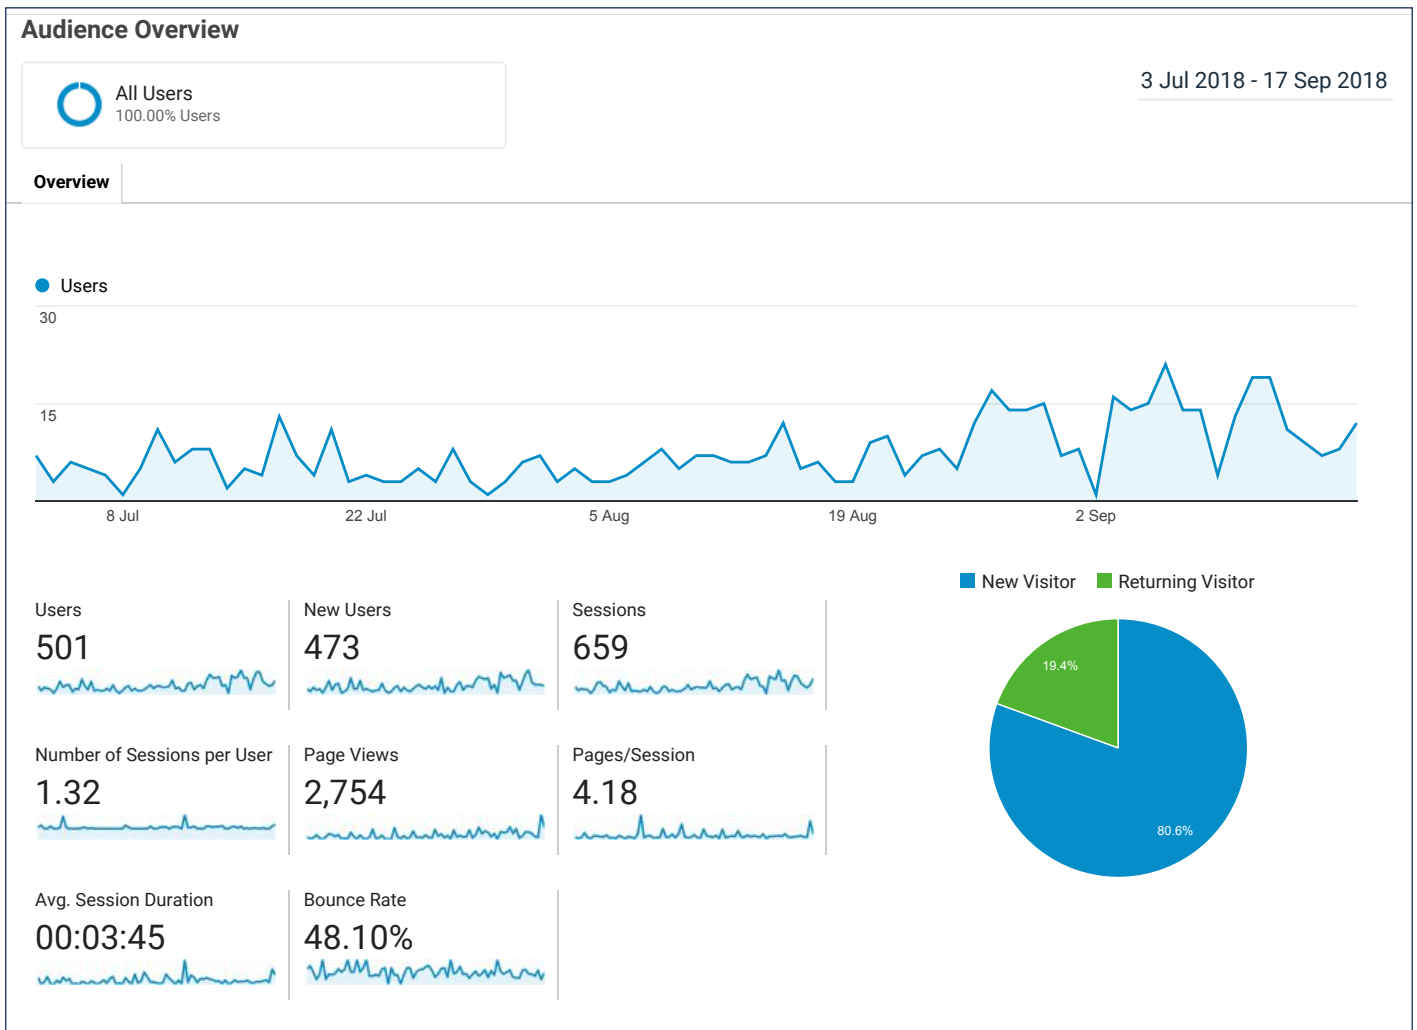 Audience Overview
All Users
100.00% Users
3 Jul 2018 - 17 Sep 2018
Overview
Users
30
15
8 Jul
22 Jul
5 Aug
19 Aug
2 Sep
New Visitor
Returning Visitor
19.4%
80.6%
Users
501
New Users
473
Sessions
659
Number of Sessions per User
1.32
Page Views
2,754
Pages/Session
4.18
Avg. Session Duration
00:03:45
Bounce Rate
48.10%